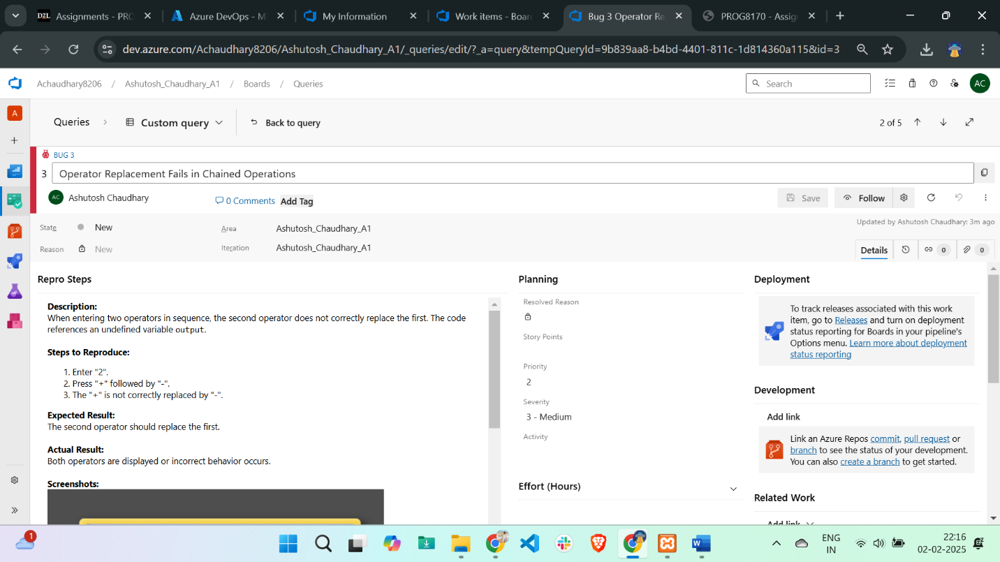 D2L Assignments - PRO
Azure DevOps - M
My Information
Work items - Boar
Bug 3 Operator Re
PROG8170 - Assig
dev.azure.com/Achaudhary8206/Ashutosh_Chaudhary_A1/_queries/edit/?_a=query&tempQueryId=9b839aa8-b4bd-4401-811c-1d814360a115&id=3
Achaudhary8206 / Ashutosh_Chaudhary_A1 / Boards / Queries
Search
AC
A
Queries
Custom query
Back to query
2 of 5
BUG 3
3 Operator Replacement Fails in Chained Operations
AC Ashutosh Chaudhary
0 Comments Add Tag
Save
Follow
State New
Area Ashutosh_Chaudhary_A1
Updated by Ashutosh Chaudhary: 3m ago
Reason New
Iteration Ashutosh_Chaudhary_A1
Details
0
0
Repro Steps
Description:
When entering two operators in sequence, the second operator does not correctly replace the first. The code
references an undefined variable output.
Steps to Reproduce:
1. Enter "2".
2. Press "+" followed by "-".
3. The "+" is not correctly replaced by "-".
Expected Result:
The second operator should replace the first.
Actual Result:
Both operators are displayed or incorrect behavior occurs.
Screenshots:
Planning
Resolved Reason
Story Points
Priority
2
Severity
3 - Medium
Activity
Effort (Hours)
Deployment
To track releases associated with this work
item, go to Releases and turn on deployment
status reporting for Boards in your pipeline's
Options menu. Learn more about deployment
status reporting
Development
Add link
Link an Azure Repos commit, pull request or
branch to see the status of your development.
You can also create a branch to get started.
Related Work
Add link
1
ENG
IN
22:16
02-02-2025